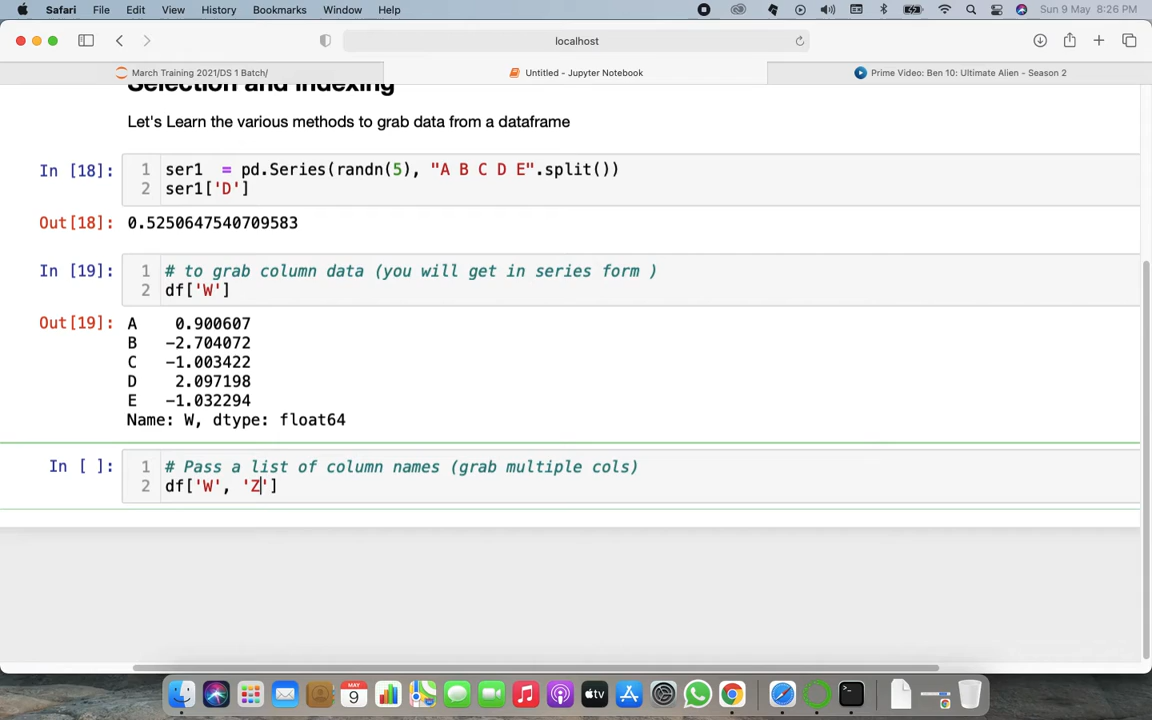 Safari File Edit View History Bookmarks Window Help Sun 9 May 8:26 PM
localhost
March Training 2021/DS 1 Batch/ Untitled - Jupyter Notebook Prime Video: Ben 10: Ultimate Alien - Season 2
Selection and Indexing
Let's Learn the various methods to grab data from a dataframe
In [18]: 1 ser1 = pd.Series(randn(5), "A B C D E".split())
2 ser1['D']
Out[18]: 0.5250647540709583
In [19]: 1 # to grab column data (you will get in series form )
2 df['W']
Out[19]: A 0.900607
B -2.704072
C -1.003422
D 2.097198
E -1.032294
Name: W, dtype: float64
In [ ]: 1 # Pass a list of column names (grab multiple cols)
2 df['W', 'Z']
MAY
9
tv